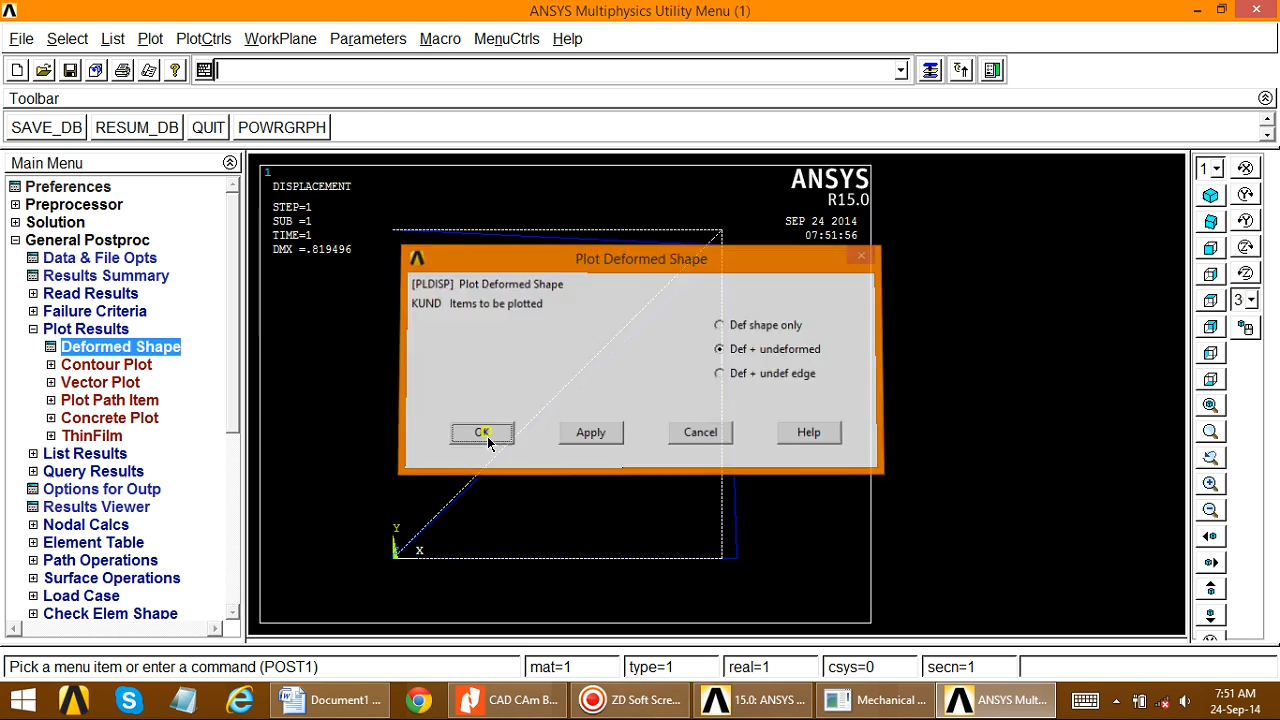 ANSYS Multiphysics Utility Menu (1)
File Select List Plot PlotCtrls WorkPlane Parameters Macro MenuCtrls Help
Toolbar
SAVE_DB RESUM_DB QUIT POWRGRPH
Main Menu
Preferences
Preprocessor
Solution
General Postproc
Data & File Opts
Results Summary
Read Results
Failure Criteria
Plot Results
Deformed Shape
Contour Plot
Vector Plot
Plot Path Item
Concrete Plot
ThinFilm
List Results
Query Results
Options for Outp
Results Viewer
Nodal Calcs
Element Table
Path Operations
Surface Operations
Load Case
Check Elem Shape
1
DISPLACEMENT
STEP=1
SUB =1
TIME=1
DMX =.819496
ANSYS
R15.0
SEP 24 2014
07:51:56
Plot Deformed Shape
[PLDISP] Plot Deformed Shape
KUND Items to be plotted
Def shape only
Def + undeformed
Def + undef edge
OK Apply Cancel Help
Y
X
1
3
Pick a menu item or enter a command (POST1)
mat=1 type=1 real=1 csys=0 secn=1
Document1 ... CAD CAm B... ZD Soft Scre... 15.0: ANSYS ... Mechanical ... ANSYS Mult...
7:51 AM
24-Sep-14